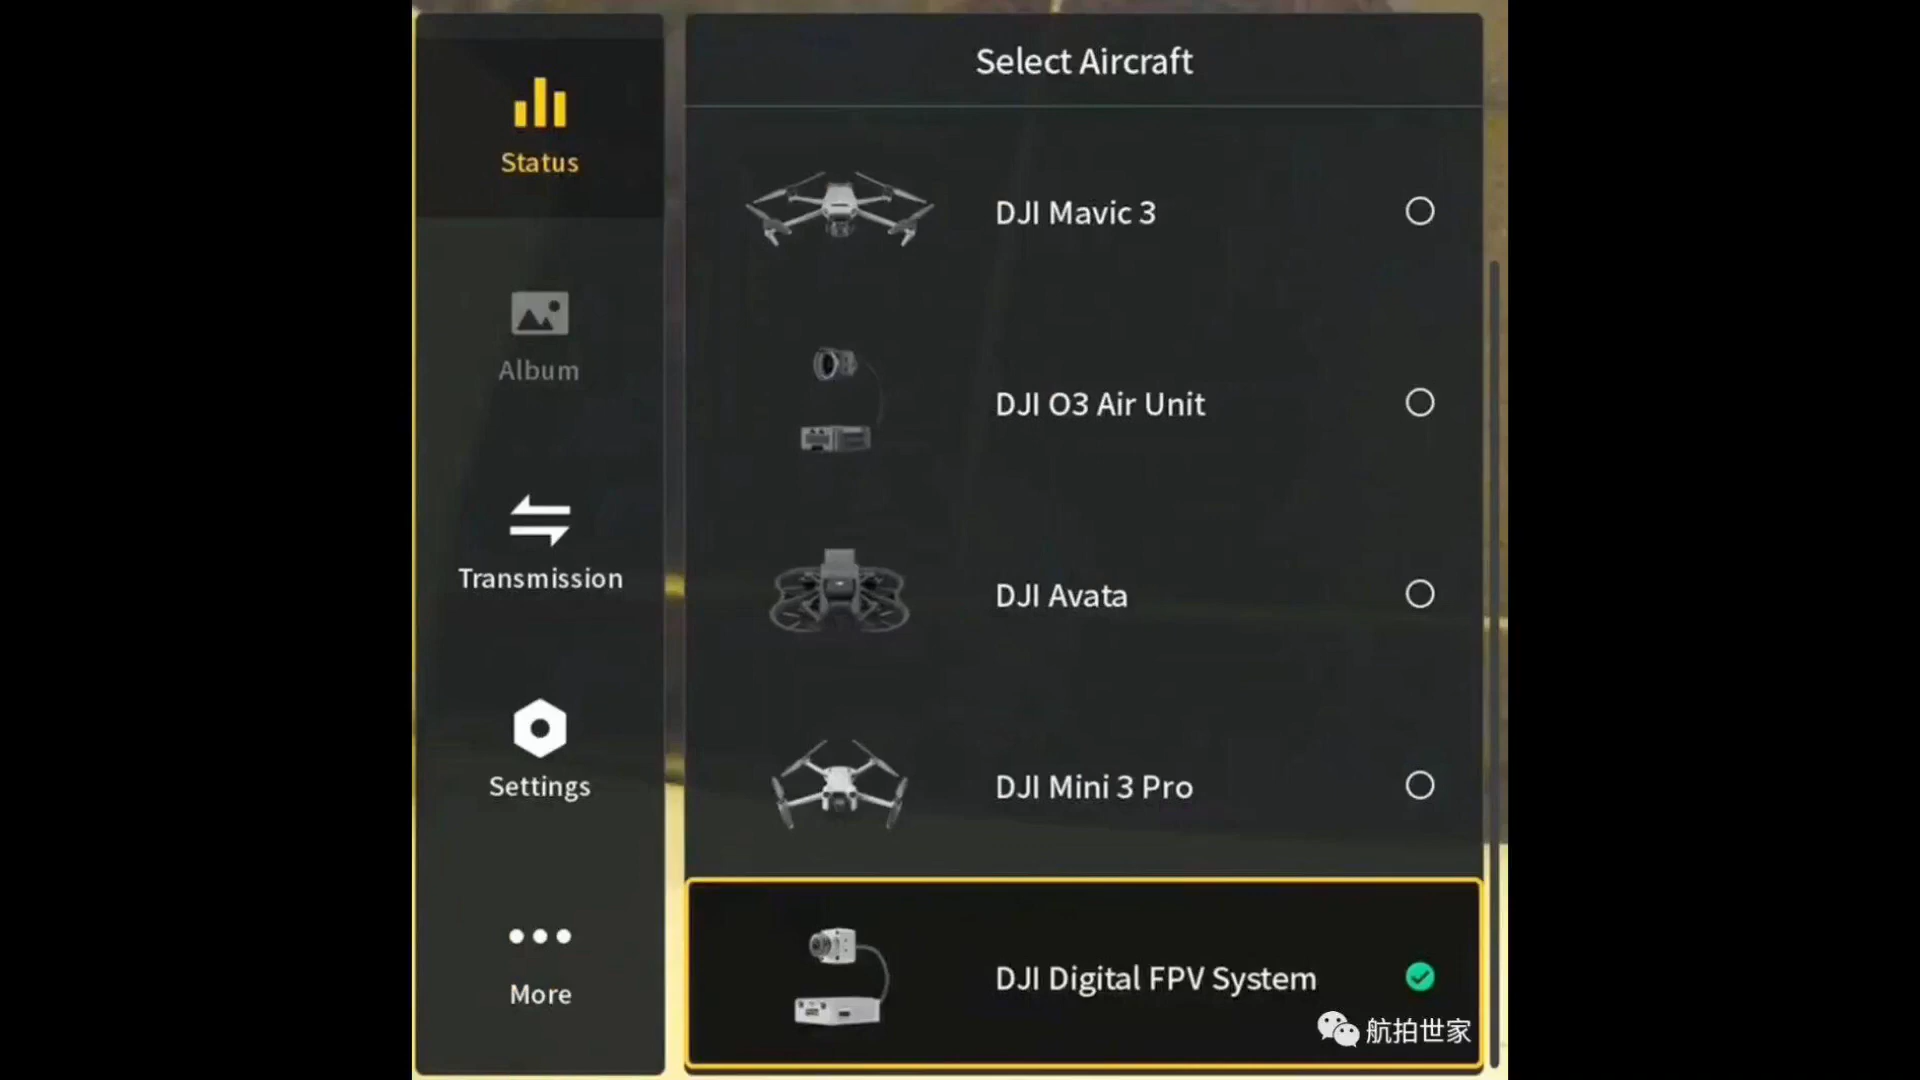 Select Aircraft
Status
Album
Transmission
Settings
More
DJI Mavic 3
DJI O3 Air Unit
DJI Avata
DJI Mini 3 Pro
DJI Digital FPV System
航拍世家